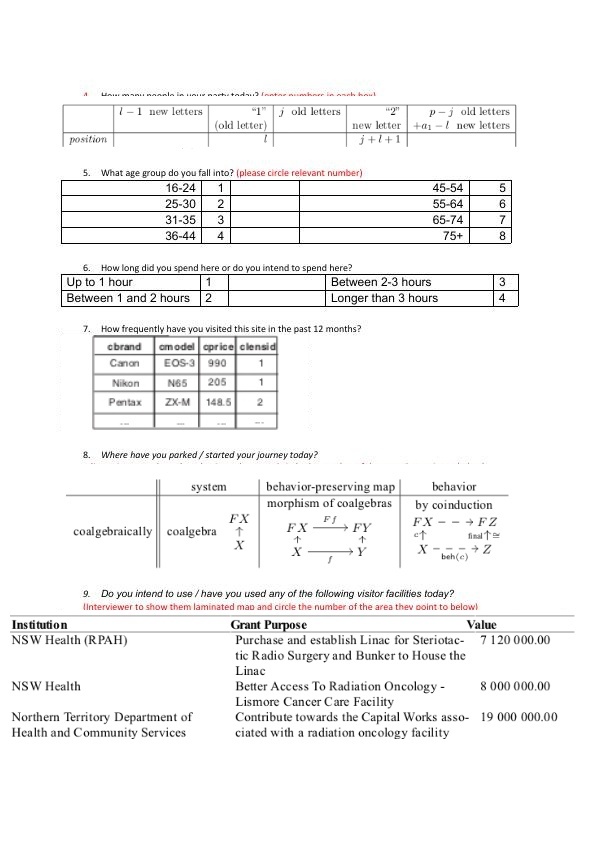 4. How many people in your party today? (enter numbers in each box)
l − 1 new letters “1” j old letters “2” p − j old letters
(old letter) new letter +a₁ − l new letters
position l j + l + 1
5. What age group do you fall into? (please circle relevant number)
16-24 1 45-54 5
25-30 2 55-64 6
31-35 3 65-74 7
36-44 4 75+ 8
6. How long did you spend here or do you intend to spend here?
Up to 1 hour 1 Between 2-3 hours 3
Between 1 and 2 hours 2 Longer than 3 hours 4
7. How frequently have you visited this site in the past 12 months?
cbrand cmodel cprice clensid
Canon EOS-3 990 1
Nikon N65 205 1
Pentax ZX-M 148.5 2
... ... ... ...
8. Where have you parked / started your journey today?
system behavior-preserving map behavior
morphism of coalgebras by coinduction
coalgebraically coalgebra FX ↑ X FX —Ff→ FY ↑ ↑ X —f→ Y FX - - → FZ c↑ final↑≅ X - - - → Z beh(c)
9. Do you intend to use / have you used any of the following visitor facilities today?
(Interviewer to show them laminated map and circle the number of the area they point to below)
Institution Grant Purpose Value
NSW Health (RPAH) Purchase and establish Linac for Steriotac- 7 120 000.00
tic Radio Surgery and Bunker to House the
Linac
NSW Health Better Access To Radiation Oncology - 8 000 000.00
Lismore Cancer Care Facility
Northern Territory Department of Contribute towards the Capital Works asso- 19 000 000.00
Health and Community Services ciated with a radiation oncology facility